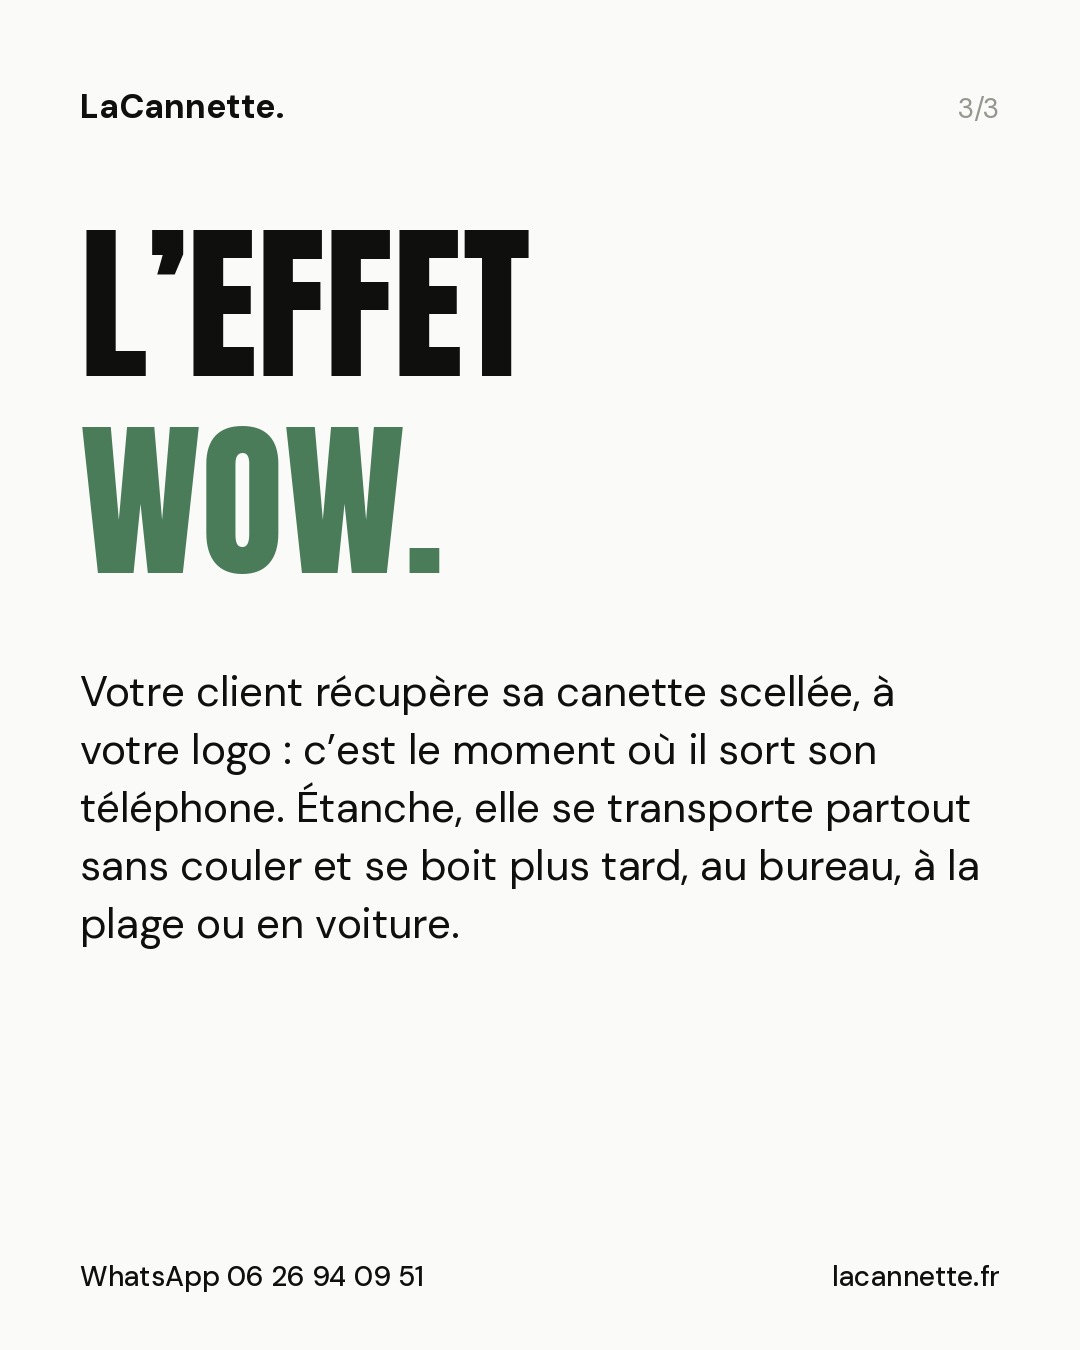 LaCannette.
3/3
L’EFFET
WOW.
Votre client récupère sa canette scellée, à
votre logo : c’est le moment où il sort son
téléphone. Étanche, elle se transporte partout
sans couler et se boit plus tard, au bureau, à la
plage ou en voiture.
WhatsApp 06 26 94 09 51
lacannette.fr